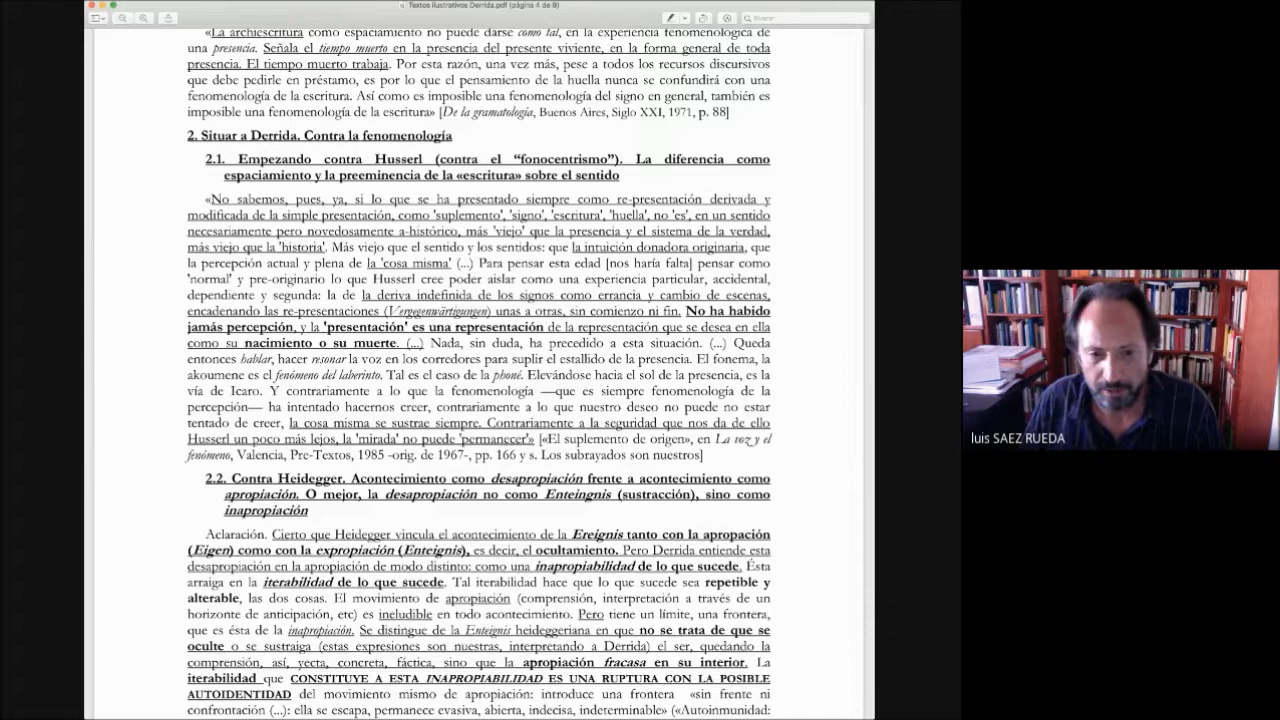 Textos ilustrativos Derrida.pdf (página 4 de 9)
Buscar
«La archiescritura como espaciamiento no puede darse como tal, en la experiencia fenomenológica de
una presencia. Señala el tiempo muerto en la presencia del presente viviente, en la forma general de toda
presencia. El tiempo muerto trabaja. Por esta razón, una vez más, pese a todos los recursos discursivos
que debe pedirle en préstamo, es por lo que el pensamiento de la huella nunca se confundirá con una
fenomenología de la escritura. Así como es imposible una fenomenología del signo en general, también es
imposible una fenomenología de la escritura» [De la gramatología, Buenos Aires, Siglo XXI, 1971, p. 88]
2. Situar a Derrida. Contra la fenomenología
2.1. Empezando contra Husserl (contra el “fonocentrismo”). La diferencia como
espaciamiento y la preeminencia de la «escritura» sobre el sentido
«No sabemos, pues, ya, si lo que se ha presentado siempre como re-presentación derivada y
modificada de la simple presentación, como 'suplemento', 'signo', 'escritura', 'huella', no 'es', en un sentido
necesariamente pero novedosamente a-histórico, más 'viejo' que la presencia y el sistema de la verdad,
más viejo que la 'historia'. Más viejo que el sentido y los sentidos: que la intuición donadora originaria, que
la percepción actual y plena de la 'cosa misma' (...) Para pensar esta edad [nos haría falta] pensar como
'normal' y pre-originario lo que Husserl cree poder aislar como una experiencia particular, accidental,
dependiente y segunda: la de la deriva indefinida de los signos como errancia y cambio de escenas,
encadenando las re-presentaciones (Vergegenwärtigungen) unas a otras, sin comienzo ni fin. No ha habido
jamás percepción, y la 'presentación' es una representación de la representación que se desea en ella
como su nacimiento o su muerte. (...) Nada, sin duda, ha precedido a esta situación. (...) Queda
entonces hablar, hacer resonar la voz en los corredores para suplir el estallido de la presencia. El fonema, la
akoumene es el fenómeno del laberinto. Tal es el caso de la phoné. Elevándose hacia el sol de la presencia, es la
vía de Icaro. Y contrariamente a lo que la fenomenología —que es siempre fenomenología de la
percepción— ha intentado hacernos creer, contrariamente a lo que nuestro deseo no puede no estar
tentado de creer, la cosa misma se sustrae siempre. Contrariamente a la seguridad que nos da de ello
Husserl un poco más lejos, la 'mirada' no puede 'permanecer'» [«El suplemento de origen», en La voz y el
fenómeno, Valencia, Pre-Textos, 1985 -orig. de 1967-, pp. 166 y s. Los subrayados son nuestros]
2.2. Contra Heidegger. Acontecimiento como desapropiación frente a acontecimiento como
apropiación. O mejor, la desapropiación no como Enteingnis (sustracción), sino como
inapropiación
Aclaración. Cierto que Heidegger vincula el acontecimiento de la Ereignis tanto con la apropación
(Eigen) como con la expropiación (Enteignis), es decir, el ocultamiento. Pero Derrida entiende esta
desapropiación en la apropiación de modo distinto: como una inapropiabilidad de lo que sucede. Ésta
arraiga en la iterabilidad de lo que sucede. Tal iterabilidad hace que lo que sucede sea repetible y
alterable, las dos cosas. El movimiento de apropiación (comprensión, interpretación a través de un
horizonte de anticipación, etc) es ineludible en todo acontecimiento. Pero tiene un límite, una frontera,
que es ésta de la inapropiación. Se distingue de la Enteignis heideggeriana en que no se trata de que se
oculte o se sustraiga (estas expresiones son nuestras, interpretando a Derrida) el ser, quedando la
comprensión, así, yecta, concreta, fáctica, sino que la apropiación fracasa en su interior. La
iterabilidad que CONSTITUYE A ESTA INAPROPIABILIDAD ES UNA RUPTURA CON LA POSIBLE
AUTOIDENTIDAD del movimiento mismo de apropiación: introduce una frontera «sin frente ni
confrontación (...): ella se escapa, permanece evasiva, abierta, indecisa, indeterminable» («Autoinmunidad:
luis SAEZ RUEDA